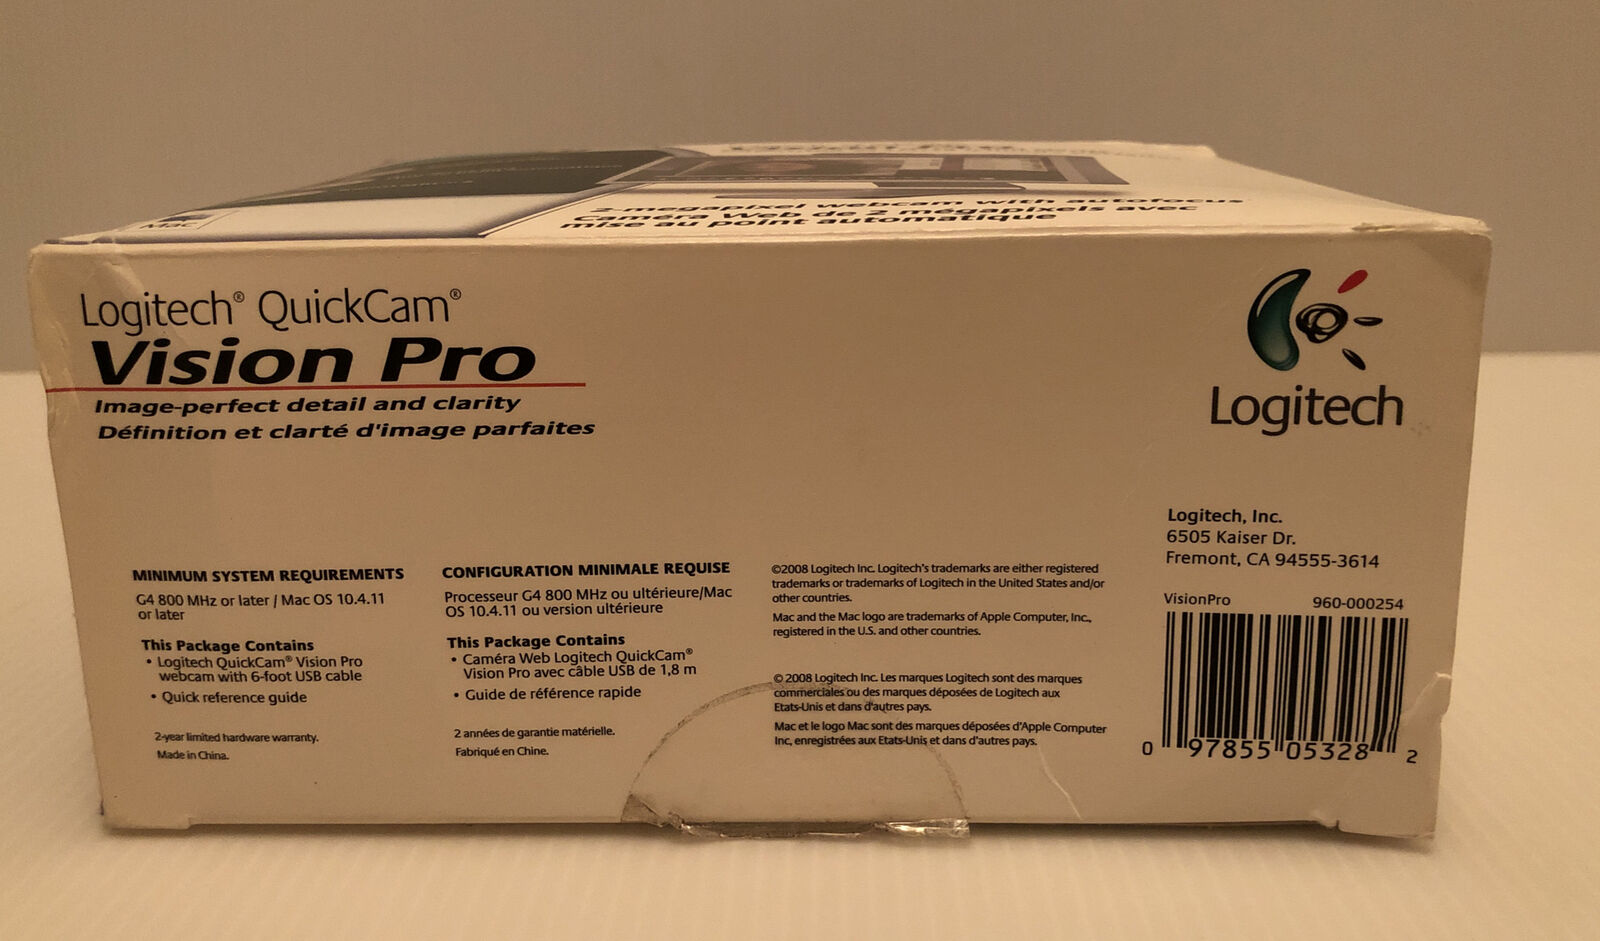 Mac
2-megapixel webcam with autofocus
Caméra Web de 2 mégapixels avec
mise au point automatique
Logitech® QuickCam®
Vision Pro
Image-perfect detail and clarity
Définition et clarté d'image parfaites
Logitech
Logitech, Inc.
6505 Kaiser Dr.
Fremont, CA 94555-3614
MINIMUM SYSTEM REQUIREMENTS
G4 800 MHz or later / Mac OS 10.4.11
or later
This Package Contains
• Logitech QuickCam® Vision Pro
webcam with 6-foot USB cable
• Quick reference guide
2-year limited hardware warranty.
Made in China.
CONFIGURATION MINIMALE REQUISE
Processeur G4 800 MHz ou ultérieure/Mac
OS 10.4.11 ou version ultérieure
This Package Contains
• Caméra Web Logitech QuickCam®
Vision Pro avec câble USB de 1,8 m
• Guide de référence rapide
2 années de garantie matérielle.
Fabriqué en Chine.
©2008 Logitech Inc. Logitech's trademarks are either registered
trademarks or trademarks of Logitech in the United States and/or
other countries.
Mac and the Mac logo are trademarks of Apple Computer, Inc.,
registered in the U.S. and other countries.
© 2008 Logitech Inc. Les marques Logitech sont des marques
commerciales ou des marques déposées de Logitech aux
Etats-Unis et dans d'autres pays.
Mac et le logo Mac sont des marques déposées d'Apple Computer
Inc, enregistrées aux Etats-Unis et dans d'autres pays.
VisionPro 960-000254
0 97855 05328 2